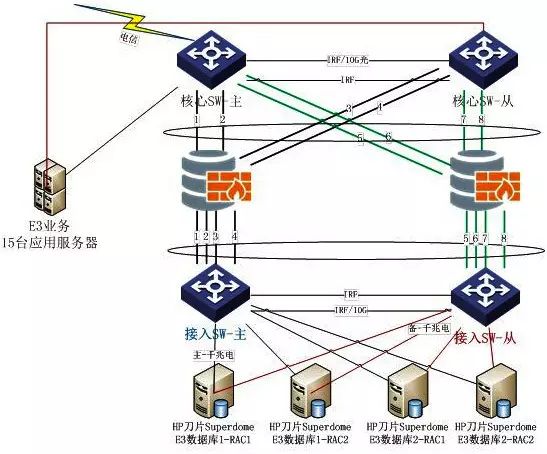 电信
IRF/10G光
IRF
核心SW-主
核心SW-从
1
2
3
4
5
6
7
8
E3业务
15台应用服务器
1
2
3
4
5
6
7
8
IRF
IRF/10G
接入SW-主
接入SW-从
备-千兆电
主-千兆电
HP刀片Superdome
E3数据库1-RAC1
HP刀片Superdome
E3数据库1-RAC2
HP刀片Superdome
E3数据库2-RAC1
HP刀片Superdome
E3数据库2-RAC2